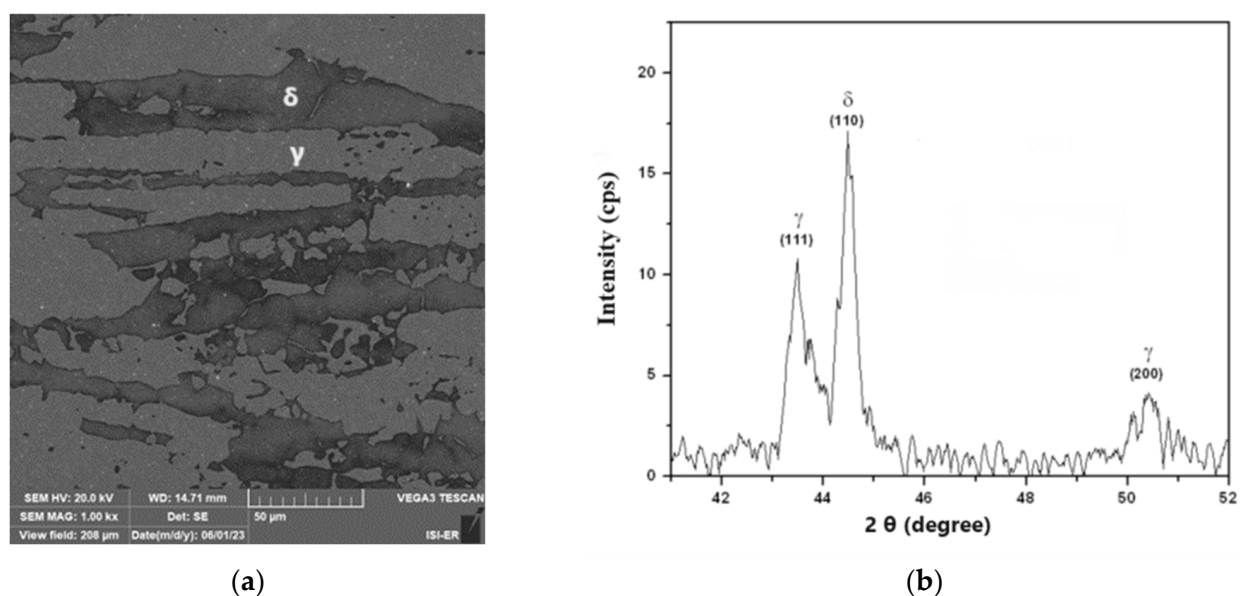 δ
γ
SEM HV: 20.0 kV WD: 14.71 mm VEGA3 TESCAN
SEM MAG: 1.00 kx Det: SE 50 µm
View field: 208 µm Date(m/d/y): 06/01/23 ISI-ER
(a)
Intensity (cps)
20
15
10
5
0
δ
(110)
γ
(111)
γ
(200)
42 44 46 48 50 52
2 θ (degree)
(b)